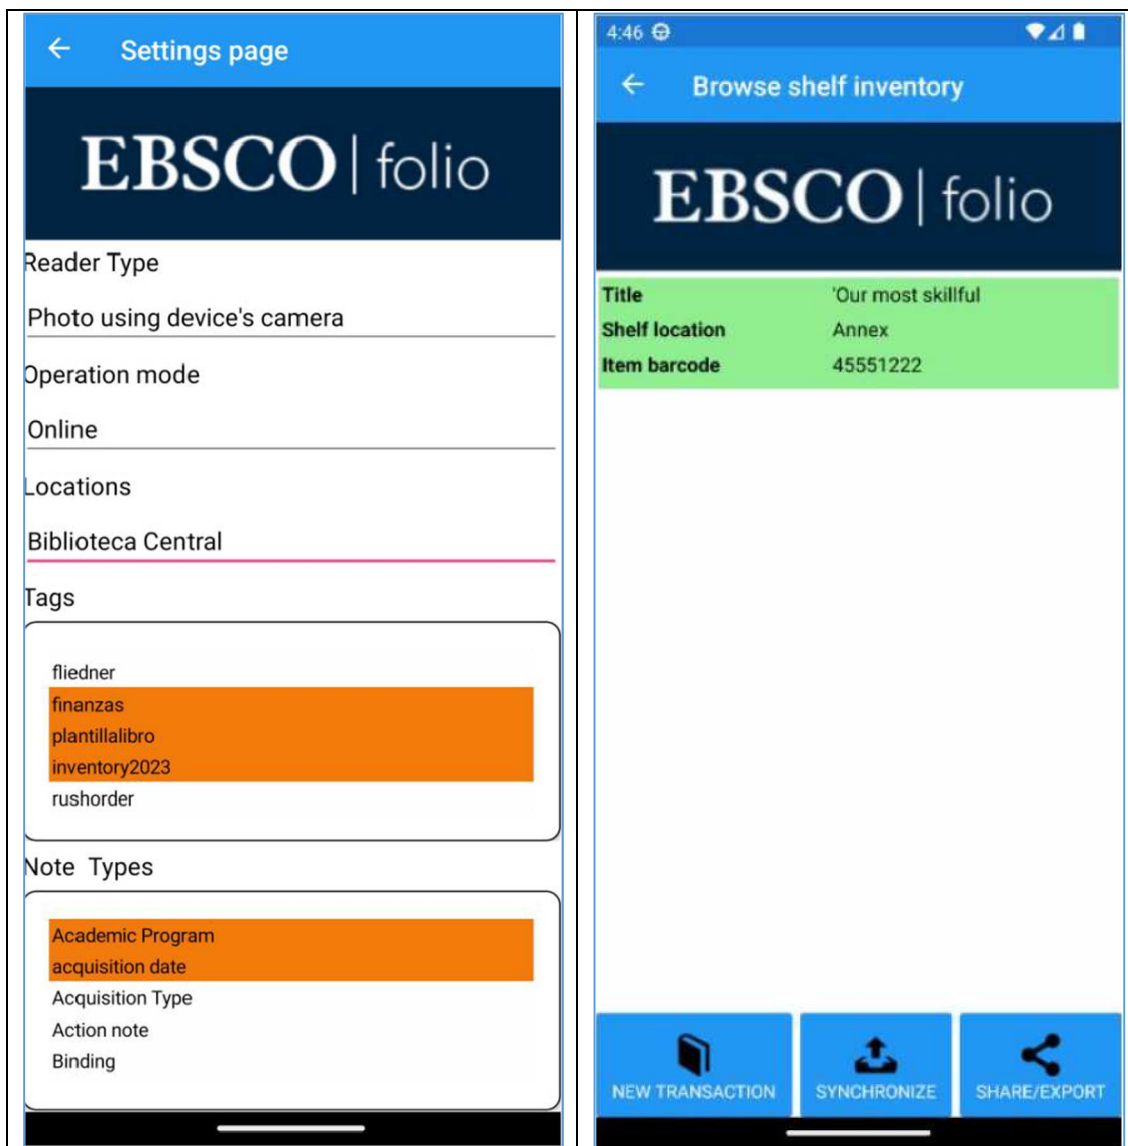 Settings page
EBSCO | folio
Reader Type
Photo using device's camera
Operation mode
Online
Locations
Biblioteca Central
Tags
fliedner
finanzas
plantillalibro
inventory2023
rushorder
Note Types
Academic Program
acquisition date
Acquisition Type
Action note
Binding
4:46
Browse shelf inventory
EBSCO | folio
Title 'Our most skillful
Shelf location Annex
Item barcode 45551222
NEW TRANSACTION SYNCHRONIZE SHARE/EXPORT